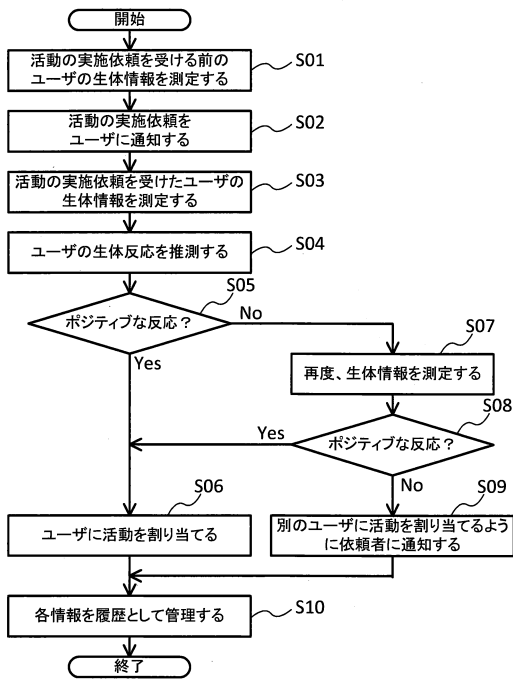 開始
活動の実施依頼を受ける前の
ユーザの生体情報を測定する
S01
活動の実施依頼を
ユーザに通知する
S02
活動の実施依頼を受けたユーザの
生体情報を測定する
S03
ユーザの生体反応を推測する
S04
ポジティブな反応？
S05
No
Yes
再度、生体情報を測定する
S07
ポジティブな反応？
S08
Yes
No
ユーザに活動を割り当てる
S06
別のユーザに活動を割り当てるよう
に依頼者に通知する
S09
各情報を履歴として管理する
S10
終了